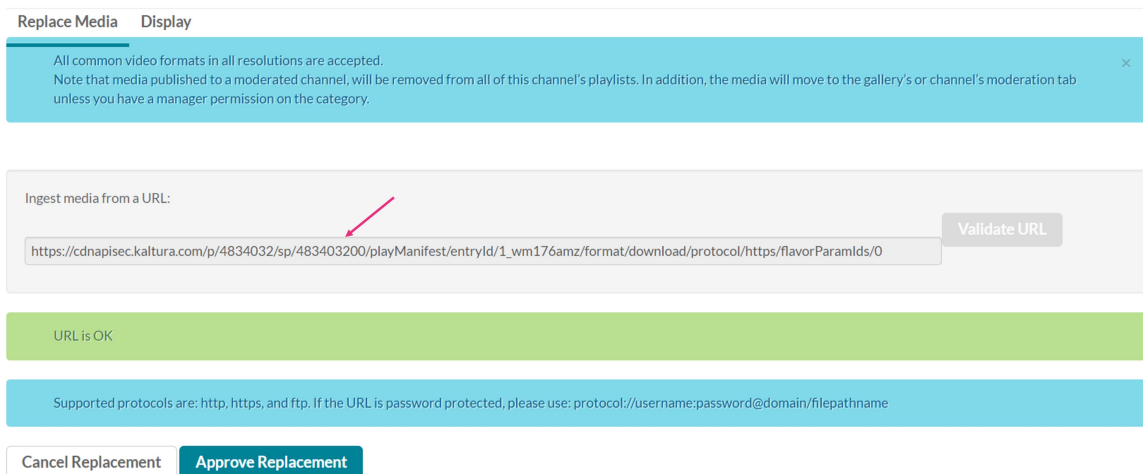 Replace Media Display
All common video formats in all resolutions are accepted.
Note that media published to a moderated channel, will be removed from all of this channel's playlists. In addition, the media will move to the gallery's or channel's moderation tab
unless you have a manager permission on the category.
×
Ingest media from a URL:
https://cdnapisec.kaltura.com/p/4834032/sp/483403200/playManifest/entryId/1_wm176amz/format/download/protocol/https/flavorParamIds/0
Validate URL
URL is OK
Supported protocols are: http, https, and ftp. If the URL is password protected, please use: protocol://username:password@domain/filepathname
Cancel Replacement Approve Replacement